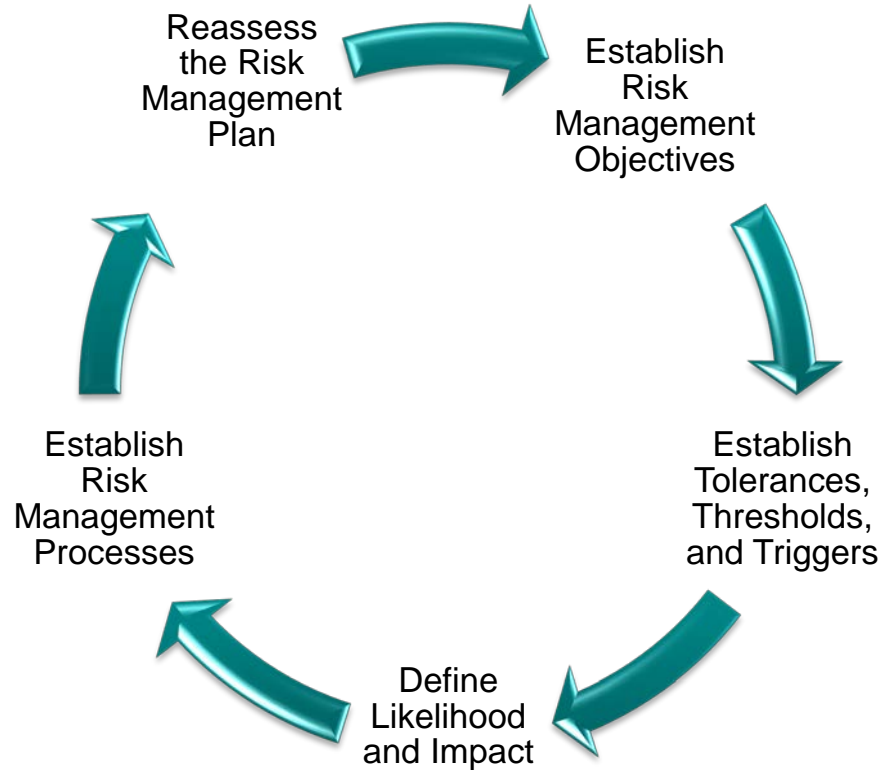 Reassess
the Risk
Management
Plan
Establish
Risk
Management
Objectives
Establish
Tolerances,
Thresholds,
and Triggers
Define
Likelihood
and Impact
Establish
Risk
Management
Processes